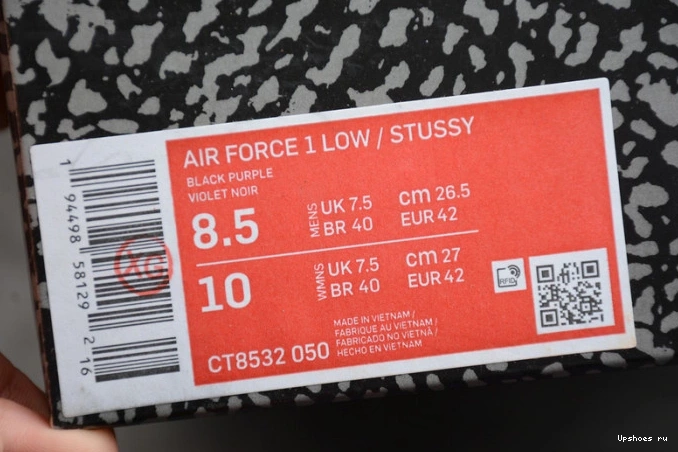 AIR FORCE 1 LOW / STUSSY
BLACK PURPLE
VIOLET NOIR
8.5 MENS UK 7.5 cm 26.5
BR 40 EUR 42
10 WMNS UK 7.5 cm 27
BR 40 EUR 42
RFID
MADE IN VIETNAM /
FABRIQUE AU VIETNAM /
FABRICADO NO VIETNÃ /
HECHO EN VIETNAM
CT8532 050
1 94498 58129 2 16
XG
Upshoes ru